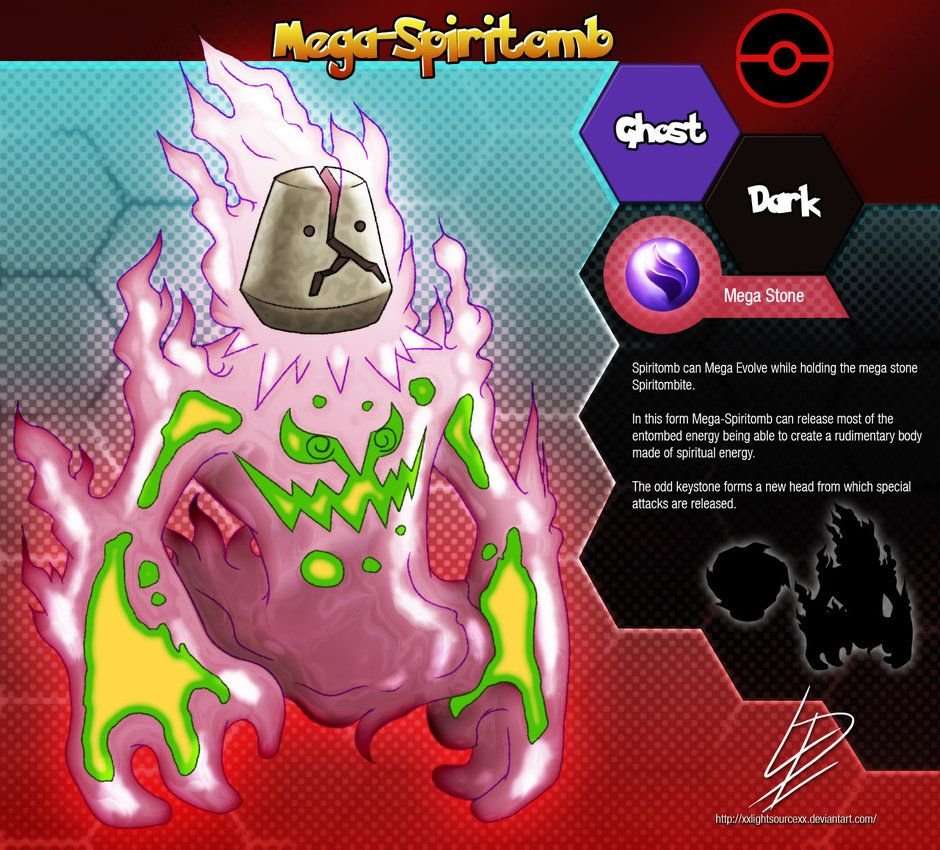 Mega-Spiritomb
Ghost
Dark
Mega Stone
Spiritomb can Mega Evolve while holding the mega stone
Spiritombite.
In this form Mega-Spiritomb can release most of the
entombed energy being able to create a rudimentary body
made of spiritual energy.
The odd keystone forms a new head from which special
attacks are released.
http://xxlightsourcexx.deviantart.com/